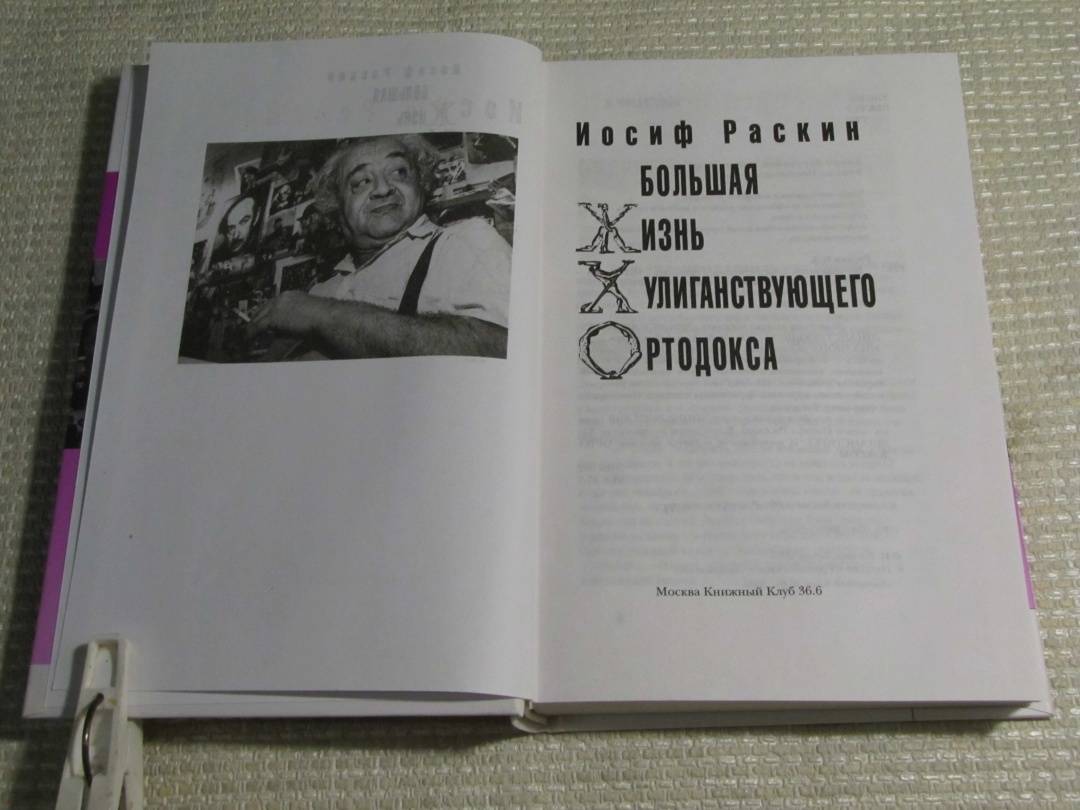 Иосиф Раскин
БОЛЬШАЯ
ЖИЗНЬ
ХУЛИГАНСТВУЮЩЕГО
ОРТОДОКСА
Москва Книжный Клуб 36.6